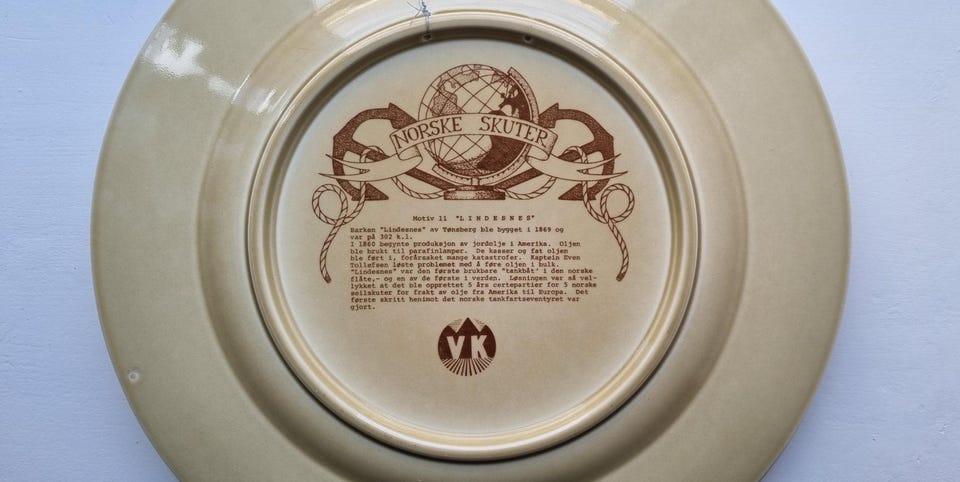 NORSKE SKUTER
Motiv 11 "LINDESNES"
Barken "Lindesnes" av Tønsberg ble bygget i 1869 og
var på 302 k.l.
I 1860 begynte produksjon av jordolje i Amerika. Oljen
ble brukt til parafinlamper. De kasser og fat oljen
ble ført i, forårsaket mange katastrofer. Kaptein Even
Tollefsen løste problemet med å føre oljen i bulk.
"Lindesnes" var den første brukbare "tankbåt" i den norske
flåte,- og en av de første i verden. Løsningen var så vel-
lykket at det ble opprettet 5 års certepartier for 5 norske
seilskuter for frakt av olje fra Amerika til Europa. Det
første skritt henimot det norske tankfartseventyret var
gjort.
VK